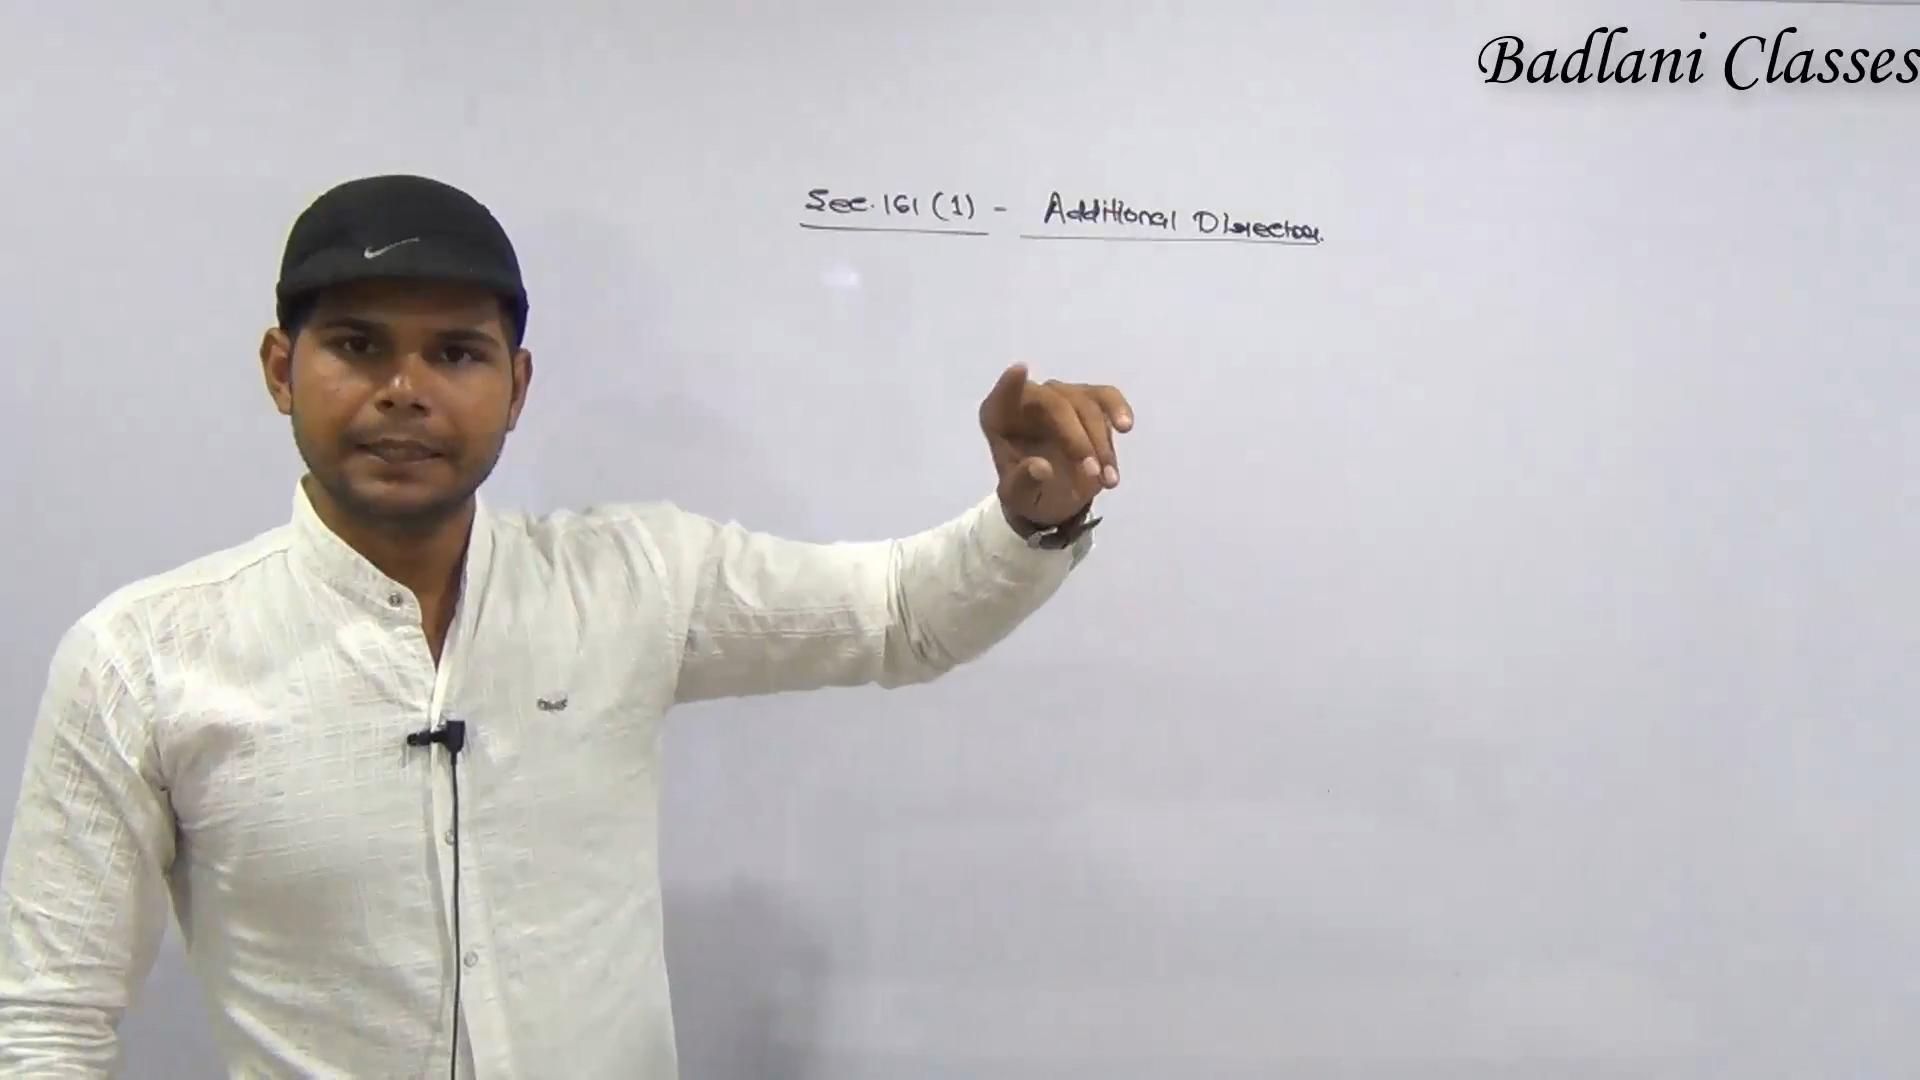 Badlani Classes
Sec. 161 (1) - Additional Director.